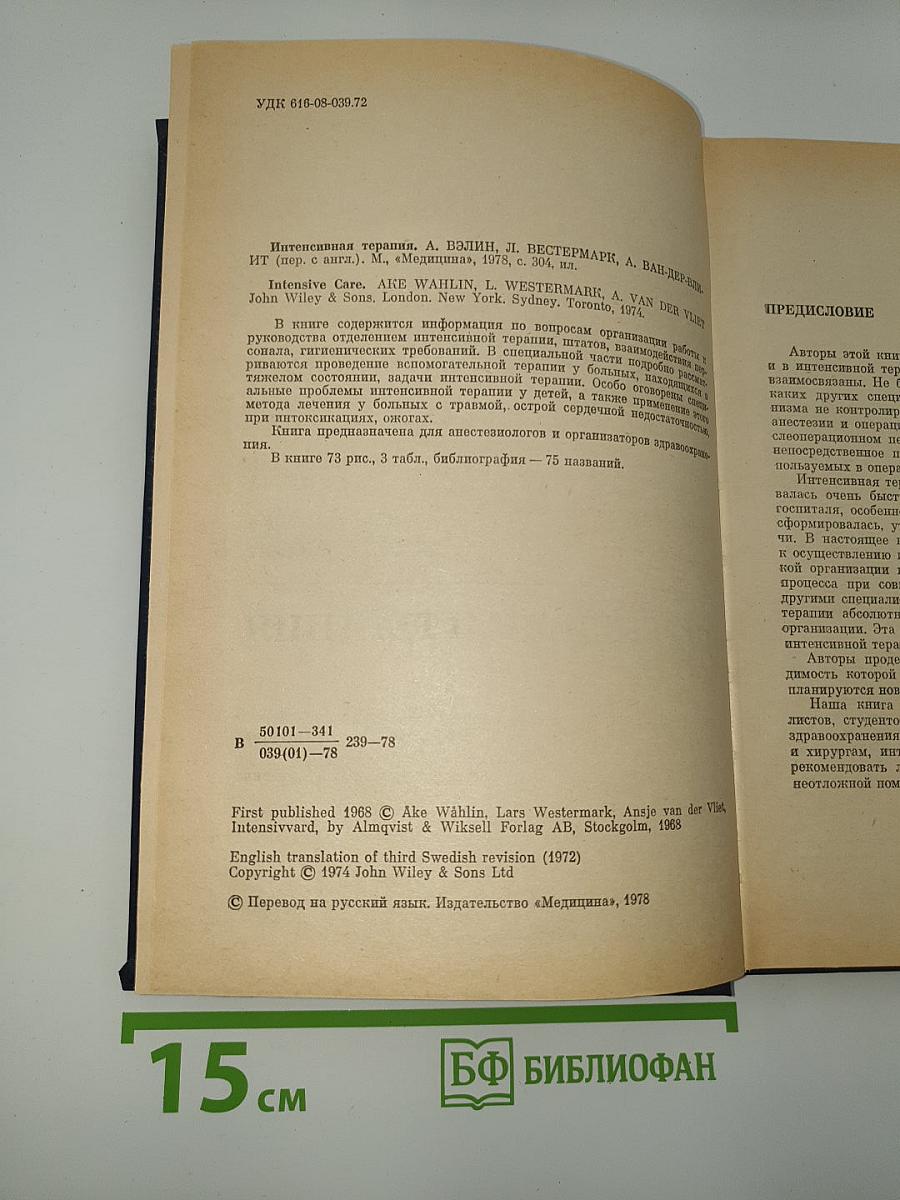 УДК 616-08-039.72
Интенсивная терапия. А. ВЭЛИН, Л. ВЕСТЕРМАРК, А. ВАН-ДЕР-ВЛИ-
ИТ (пер. с англ.). М., «Медицина», 1978, с. 304, ил.
Intensive Care. AKE WAHLIN, L. WESTERMARK, A. VAN DER VLIET
John Wiley & Sons. London. New York. Sydney. Toronto, 1974.
В книге содержится информация по вопросам организации работы и
руководства отделением интенсивной терапии, штатов, взаимодействия пер-
сонала, гигиенических требований. В специальной части подробно рассмат-
риваются проведение вспомогательной терапии у больных, находящихся в
тяжелом состоянии, задачи интенсивной терапии. Особо оговорены специ-
альные проблемы интенсивной терапии у детей, а также применение этого
метода лечения у больных с травмой, острой сердечной недостаточностью,
при интоксикациях, ожогах.
Книга предназначена для анестезиологов и организаторов здравоохране-
ния.
В книге 73 рис., 3 табл., библиография — 75 названий.
В 50101—341
039(01)—78 239—78
First published 1968 © Ake Wåhlin, Lars Westermark, Ansje van der Vliet,
Intensivvard, by Almqvist & Wiksell Forlag AB, Stockgolm, 1968
English translation of third Swedish revision (1972)
Copyright © 1974 John Wiley & Sons Ltd
© Перевод на русский язык. Издательство «Медицина», 1978
ПРЕДИСЛОВИЕ
Авторы этой кни
и в интенсивной тер
взаимосвязаны. Не б
каких других специ
низма не контролир
анестезии и операци
слеоперационном пе
непосредственное п
пользуемых в опера
Интенсивная тер
валась очень быст
госпиталя, особенно
сформировалась, у
чи. В настоящее
к осуществлению
кой организации
процесса при сов
другими специали
терапии абсолютн
организации. Эта
интенсивной тера
Авторы проде
димость которой
планируются нов
Наша книга
листов, студенто
здравоохранения
и хирургам, инт
рекомендовать л
неотложной пом
15 см
БФ БИБЛИОФАН